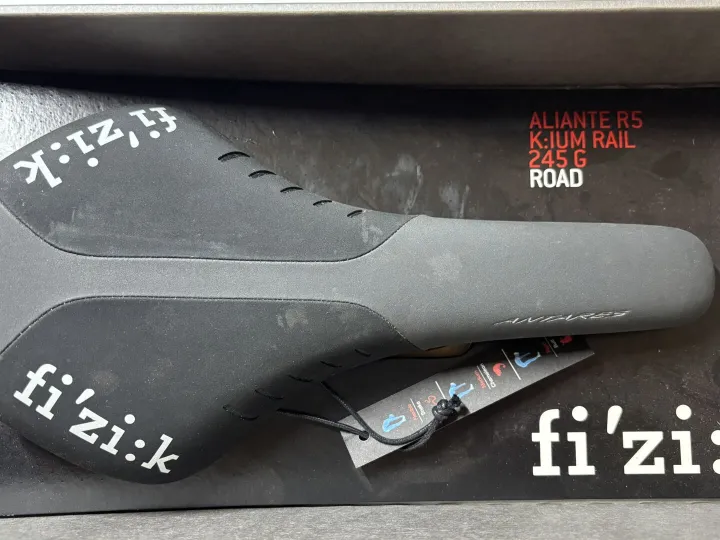 fi'zi:k
ALIANTE R5
K:IUM RAIL
245 G
ROAD
ANTARES
fi'zi:k
fi'zi: